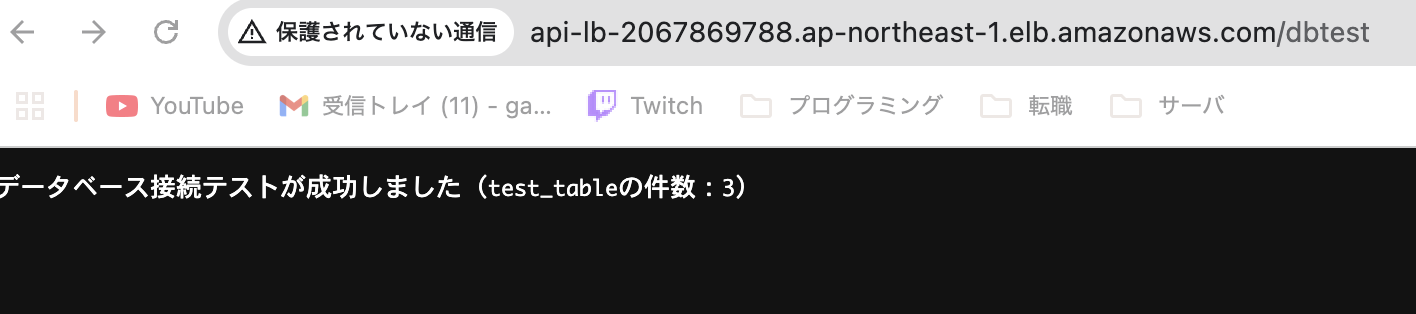 保護されていない通信 api-lb-2067869788.ap-northeast-1.elb.amazonaws.com/dbtest
YouTube 受信トレイ (11) - ga... Twitch プログラミング 転職 サーバ
データベース接続テストが成功しました（test_tableの件数：3）